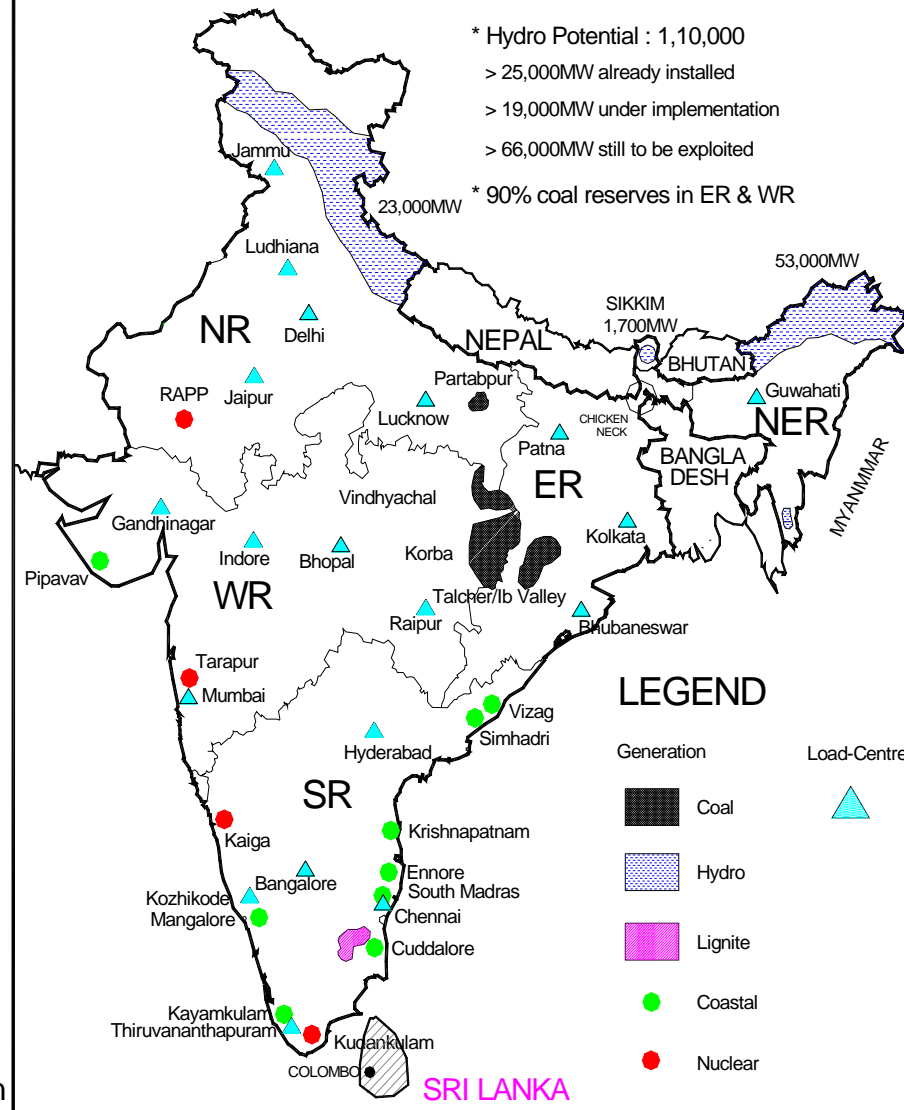 * Hydro Potential : 1,10,000
> 25,000MW already installed
> 19,000MW under implementation
> 66,000MW still to be exploited
* 90% coal reserves in ER & WR
Jammu
23,000MW
Ludhiana
53,000MW
NR
Delhi
SIKKIM
1,700MW
NEPAL
BHUTAN
RAPP
Jaipur
Partabpur
Lucknow
CHICKEN
NECK
Guwahati
NER
Patna
BANGLA
DESH
MYANMMAR
ER
Vindhyachal
Gandhinagar
Kolkata
Indore
Bhopal
Korba
Pipavav
WR
Talcher/Ib Valley
Raipur
Bhubaneswar
Tarapur
Mumbai
LEGEND
Vizag
Simhadri
Hyderabad
Generation
Load-Centre
SR
Coal
Kaiga
Krishnapatnam
Ennore
Hydro
Bangalore
South Madras
Kozhikode
Chennai
Mangalore
Cuddalore
Lignite
Kayamkulam
Coastal
Thiruvananthapuram
Kudankulam
Nuclear
COLOMBO
SRI LANKA
n